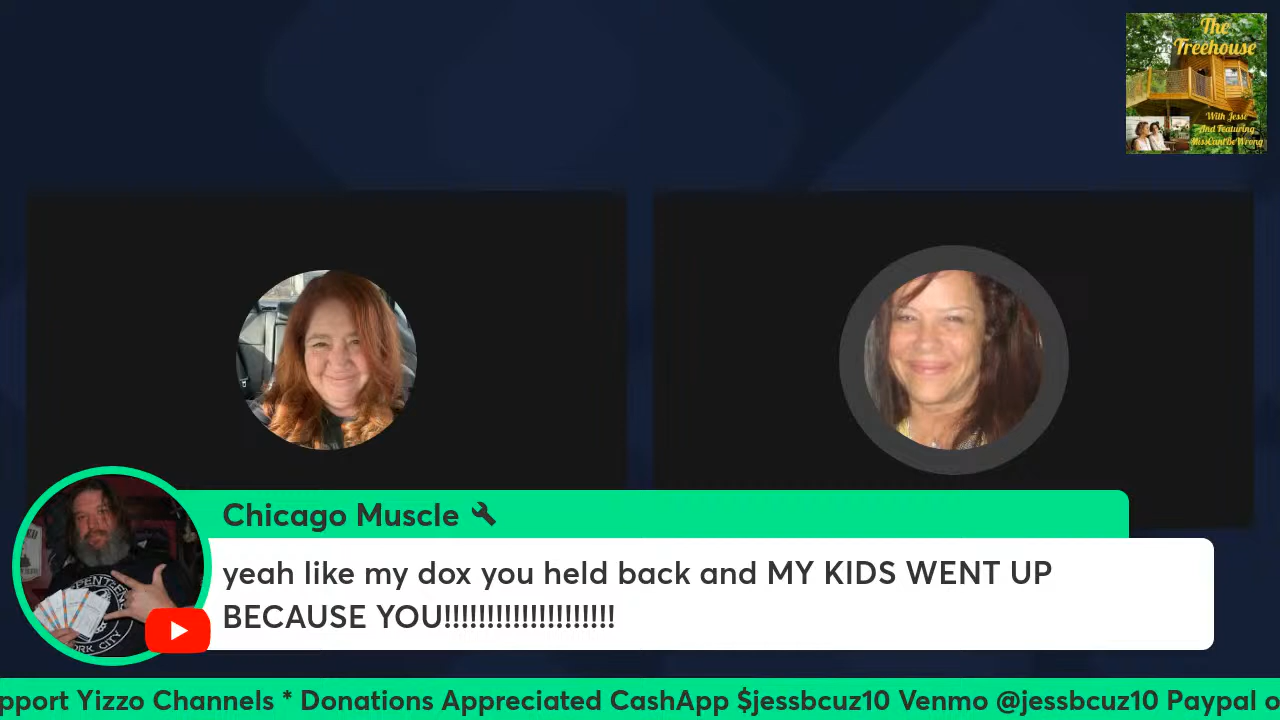 The
Treehouse
With Jesse
And Featuring
MissCantBeWrong
Chicago Muscle
yeah like my dox you held back and MY KIDS WENT UP
BECAUSE YOU!!!!!!!!!!!!!!!!!!!!
pport Yizzo Channels * Donations Appreciated CashApp $jessbcuz10 Venmo @jessbcuz10 Paypal o